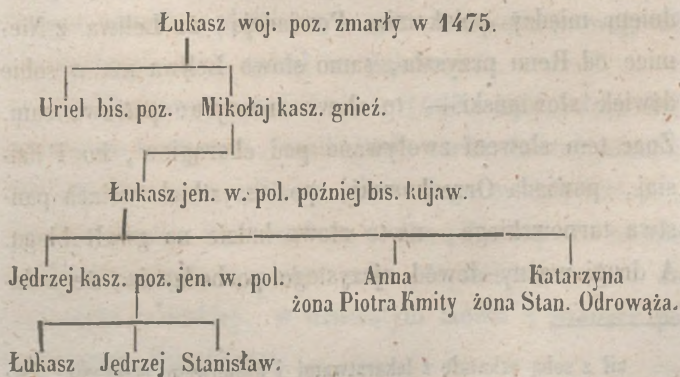 Łukasz woj. poz. zmarły w 1475.
Uriel bis. poz. Mikołaj kasz. gnież.
Łukasz jen. w. pol. później bis. kujaw.
Jędrzej kasz. poz. jen. w. pol. Anna Katarzyna
żona Piotra Kmity żona Stan. Odrowąża.
Łukasz Jędrzej Stanisław.